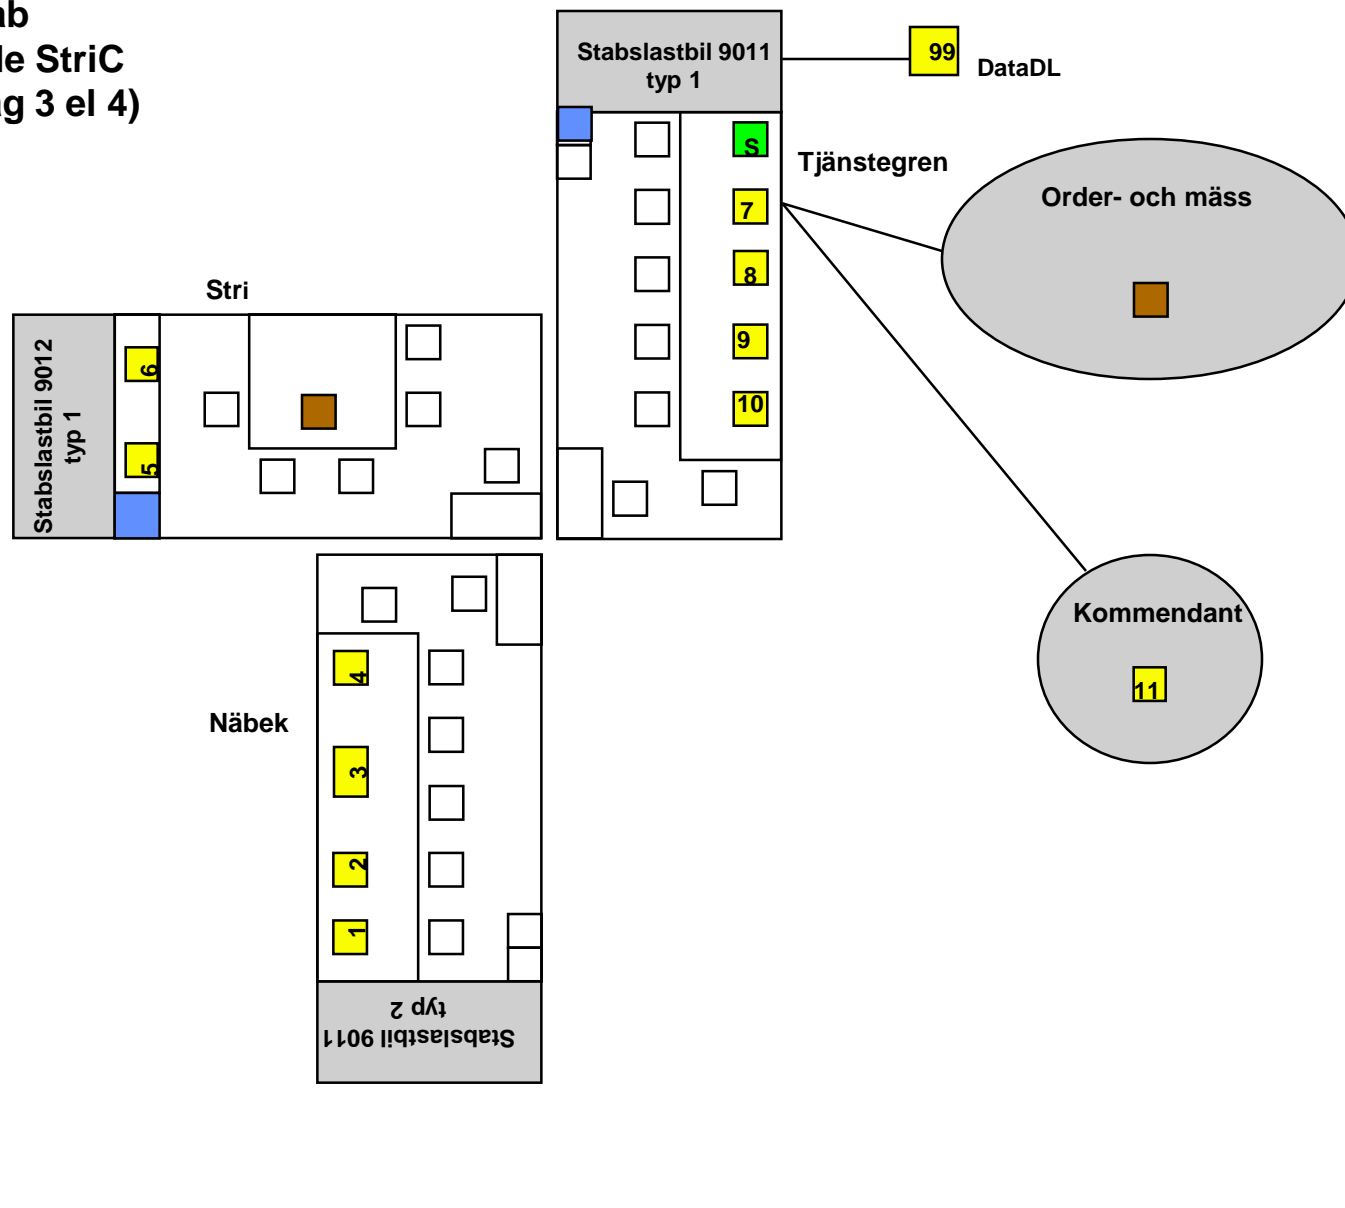 ab
le StriC
ag 3 el 4)
Stabslastbil 9011
typ 1
99
DataDL
S
Tjänstegren
7
8
9
10
Order- och mäss
Stri
Stabslastbil 9012
typ 1
6
5
Kommendant
11
Näbek
4
3
2
1
Stabslastbil 9011
typ 2